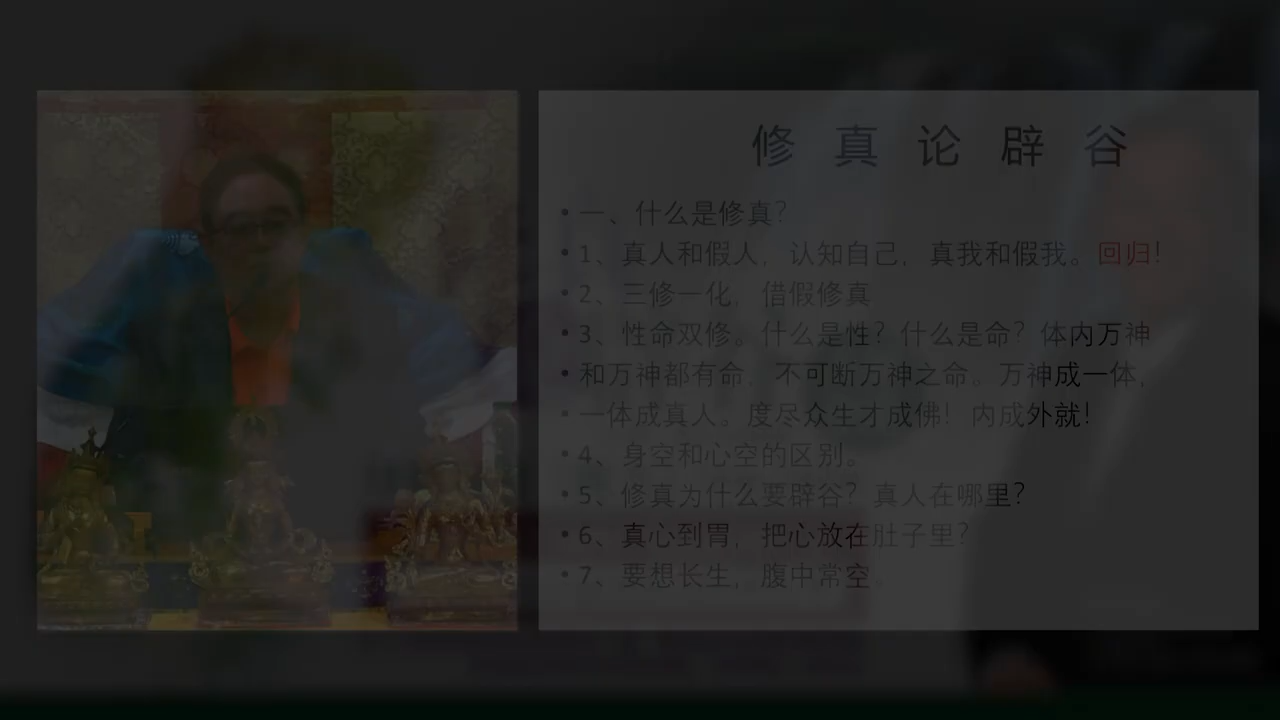 修真论辟谷
• 一、什么是修真？
• 1、真人和假人，认知自己，真我和假我。回归！
• 2、三修一化，借假修真
• 3、性命双修。什么是性？什么是命？体内万神
• 和万神都有命，不可断万神之命。万神成一体，
• 一体成真人。度尽众生才成佛！内成外就！
• 4、身空和心空的区别。
• 5、修真为什么要辟谷？真人在哪里？
• 6、真心到胃，把心放在肚子里？
• 7、要想长生，腹中常空。